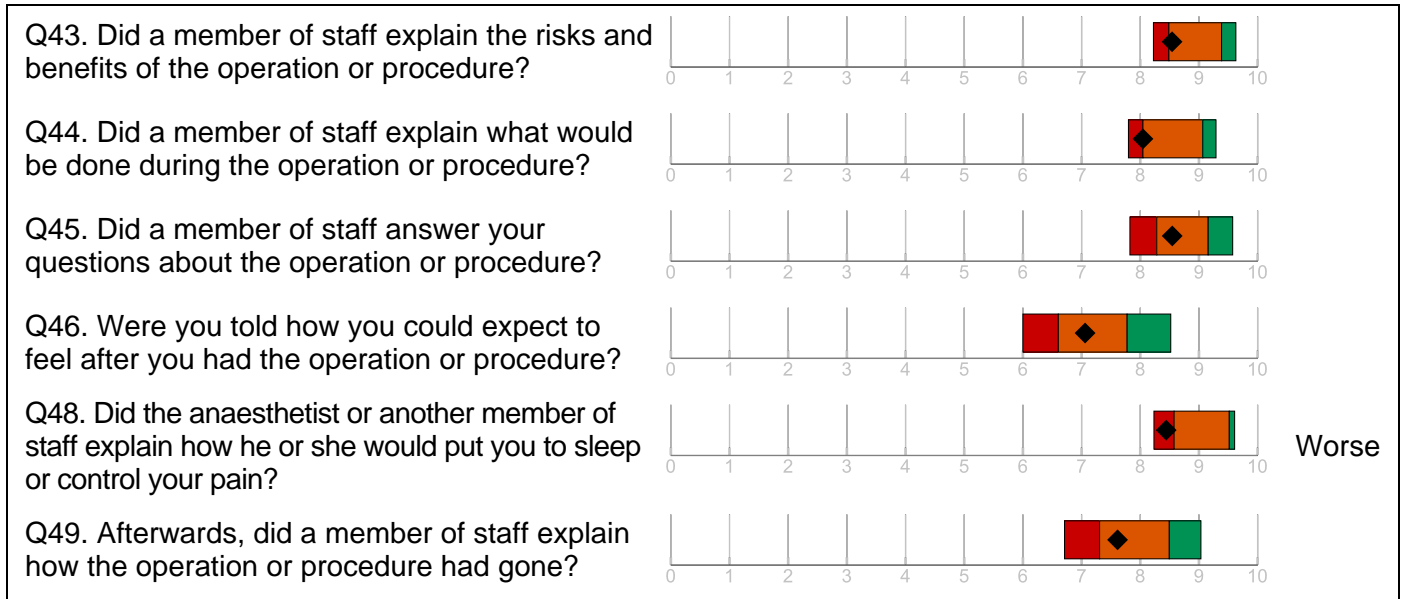 Q43. Did a member of staff explain the risks and
benefits of the operation or procedure?
0 1 2 3 4 5 6 7 8 9 10
Q44. Did a member of staff explain what would
be done during the operation or procedure?
0 1 2 3 4 5 6 7 8 9 10
Q45. Did a member of staff answer your
questions about the operation or procedure?
0 1 2 3 4 5 6 7 8 9 10
Q46. Were you told how you could expect to
feel after you had the operation or procedure?
0 1 2 3 4 5 6 7 8 9 10
Q48. Did the anaesthetist or another member of
staff explain how he or she would put you to sleep
or control your pain?
0 1 2 3 4 5 6 7 8 9 10
Worse
Q49. Afterwards, did a member of staff explain
how the operation or procedure had gone?
0 1 2 3 4 5 6 7 8 9 10